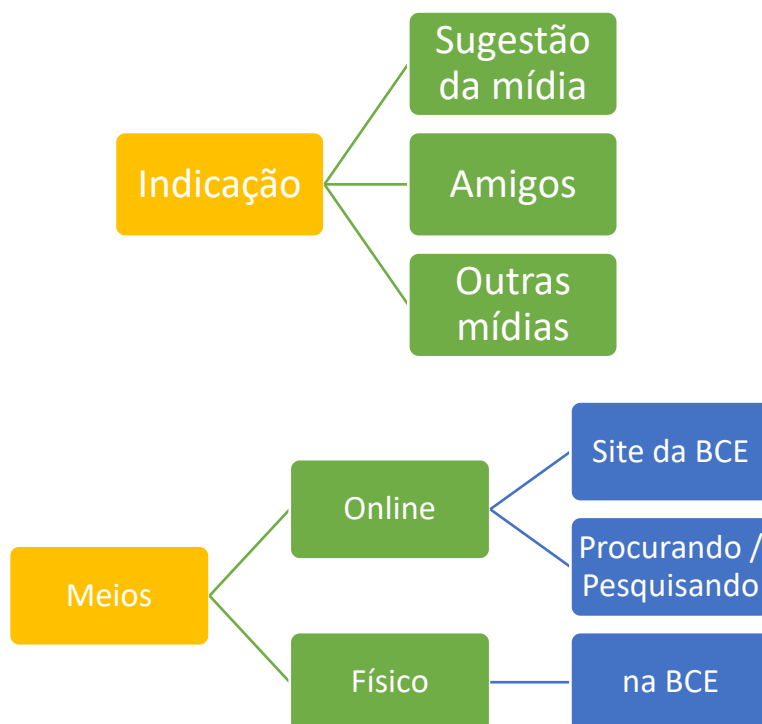 Sugestão
da mídia
Indicação
Amigos
Outras
mídias
Site da BCE
Online
Procurando /
Pesquisando
Meios
Físico
na BCE